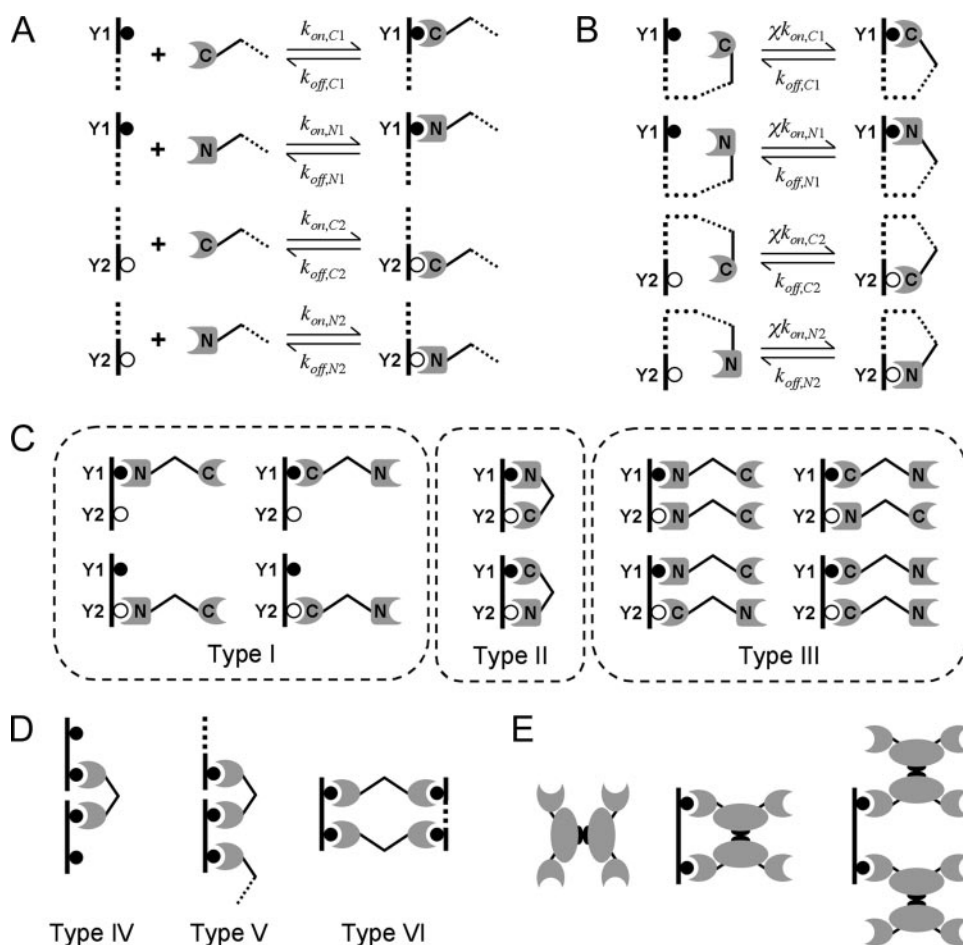 A
Y1 + C k_on,C1 k_off,C1 Y1 C
Y1 + N k_on,N1 k_off,N1 Y1 N
+ C k_on,C2 k_off,C2
Y2 Y2 C
+ N k_on,N2 k_off,N2
Y2 Y2 N
B
Y1 C χk_on,C1 k_off,C1 Y1 C
Y1 N χk_on,N1 k_off,N1 Y1 N
χk_on,C2 k_off,C2
Y2 C Y2 C
χk_on,N2 k_off,N2
Y2 N Y2 N
C
Y1 N C Y1 C N
Y2 Y2
Y1 Y1
Y2 N C Y2 C N
Type I
Y1 N
Y2 C
Y1 C
Y2 N
Type II
Y1 N C Y1 C N
Y2 N C Y2 N C
Y1 N C Y1 C N
Y2 C N Y2 C N
Type III
D
Type IV Type V Type VI
E